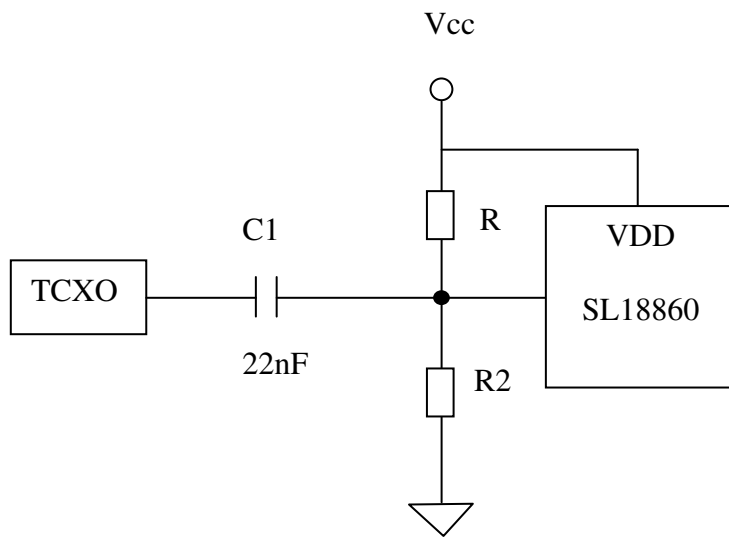 Vcc
C1
R
VDD
TCXO
SL18860
22nF
R2